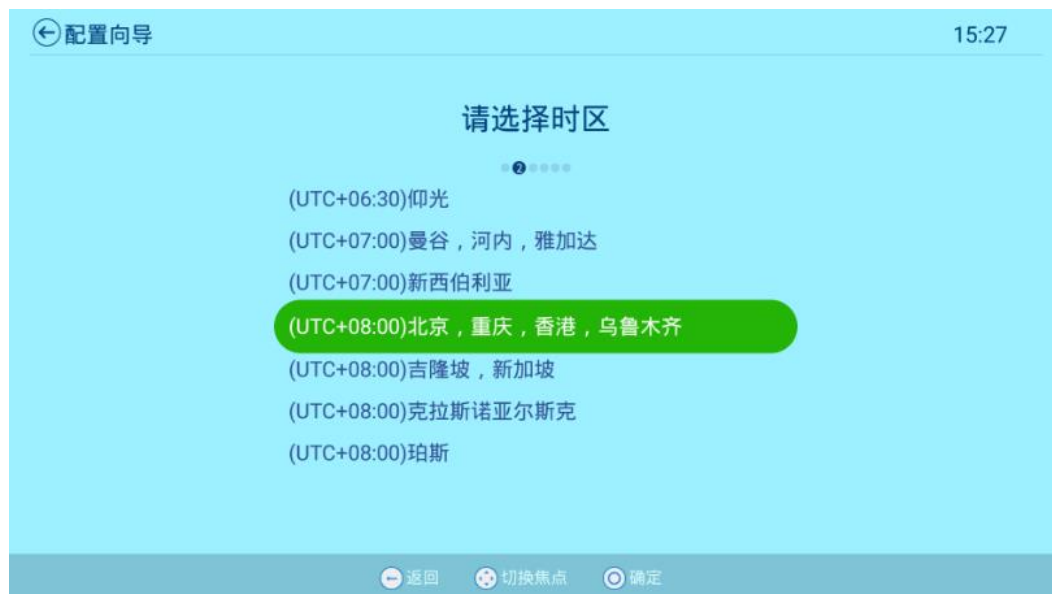 配置向导
15:27
请选择时区
2
(UTC+06:30)仰光
(UTC+07:00)曼谷，河内，雅加达
(UTC+07:00)新西伯利亚
(UTC+08:00)北京，重庆，香港，乌鲁木齐
(UTC+08:00)吉隆坡，新加坡
(UTC+08:00)克拉斯诺亚尔斯克
(UTC+08:00)珀斯
返回 切换焦点 确定